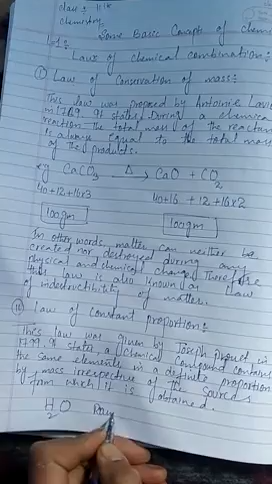 class : 11th
chemistry
Some Basic Concept of chem
Laws of chemical combination :
(I) Law of Conservation of mass :
This law was proposed by Antoine Lavo
in 1789. It states, During a chemical
reaction the total mass of the reactan
is always equal to the total mass
of the products.
eg CaCO3 Δ→ CaO + CO2
40+12+16×3 40+16 + 12+16×2
100gm 100gm
In other words, matter can neither be
created nor destroyed during any
physical and chemical change. Therefore
this law is also known as Law
of indestructibility of matter.
(II) Law of Constant proportion :
This law was given by Joseph proust in
1799. It states, a chemical compound contains
the same elements in a definite proportion
by mass irrespective of the sources
from which it is obtained.
H2O